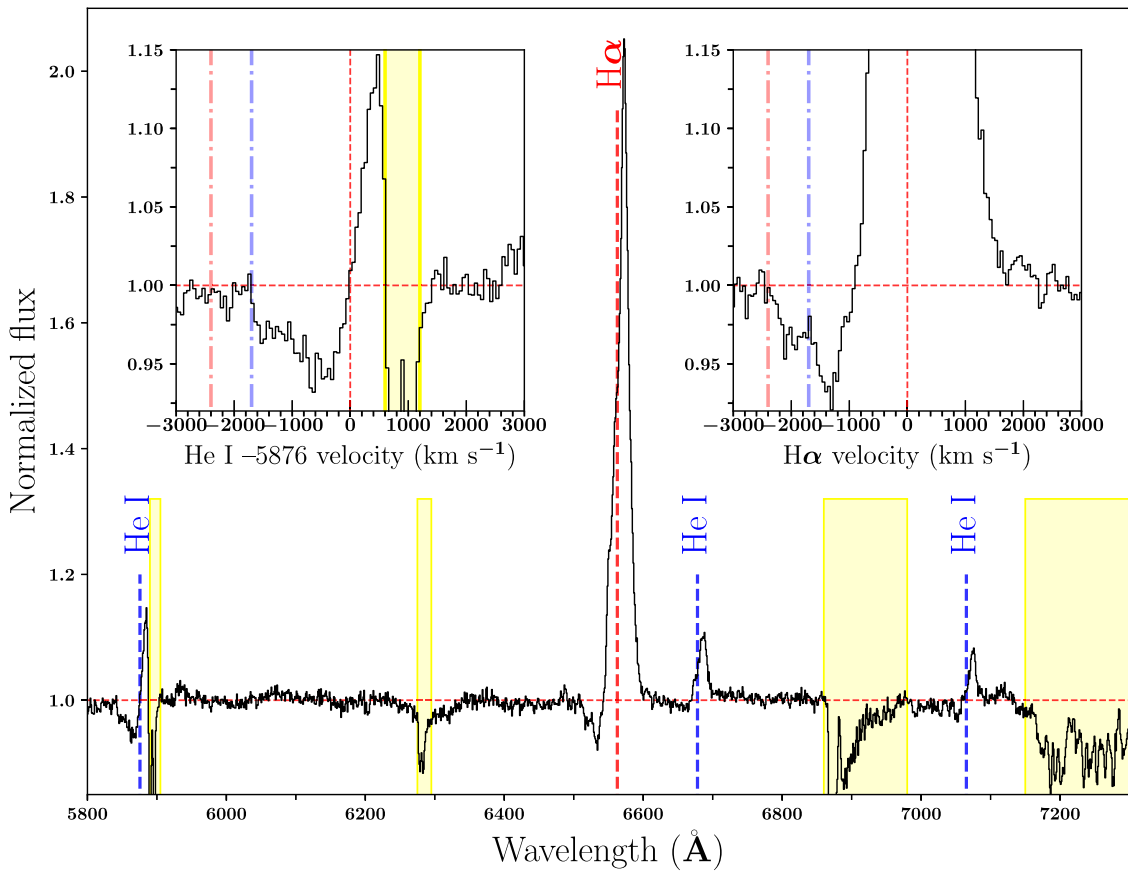 Normalized flux
2.0
1.8
1.6
1.4
1.2
1.0
1.15
1.10
1.05
1.00
0.95
−3000 −2000 −1000 0 1000 2000 3000
He I –5876 velocity (km s⁻¹)
Hα
1.15
1.10
1.05
1.00
0.95
−3000 −2000 −1000 0 1000 2000 3000
Hα velocity (km s⁻¹)
He I
He I
He I
5800 6000 6200 6400 6600 6800 7000 7200
Wavelength (Å)